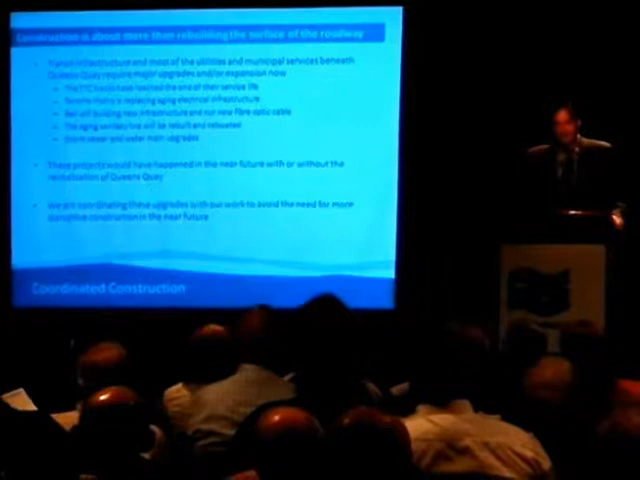 Construction is about more than rebuilding the surface of the roadway
Transit infrastructure and most of the utilities and municipal services beneath
Queens Quay require major upgrades and/or expansion now
The TTC tracks have reached the end of their service life
Toronto Hydro is replacing aging electrical infrastructure
Bell will building new infrastructure and run new fibre optic cable
The aging sanitary line will be rebuilt and relocated
Storm sewer and water main upgrades
These projects would have happened in the near future with or without the
revitalization of Queens Quay
We are coordinating these upgrades with our work to avoid the need for more
disruptive construction in the near future
Coordinated Construction